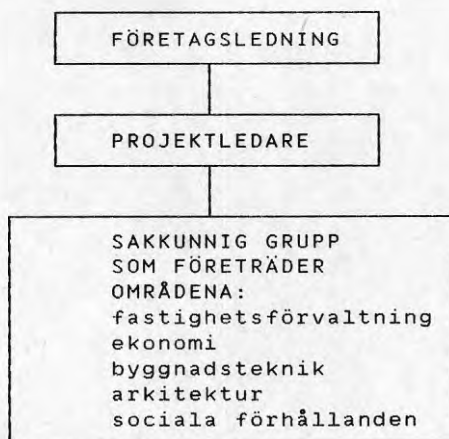 FÖRETAGSLEDNING
PROJEKTLEDARE
SAKKUNNIG GRUPP
SOM FÖRETRÄDER
OMRÅDENA:
fastighetsförvaltning
ekonomi
byggnadsteknik
arkitektur
sociala förhållanden